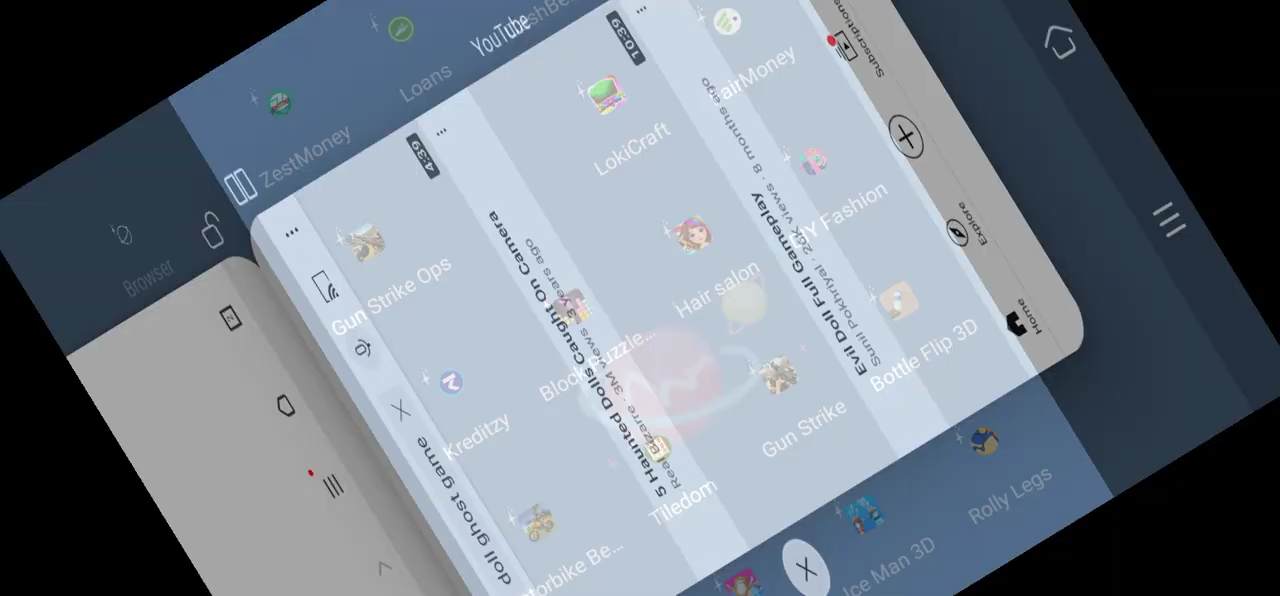 YouTube
Loans
ZestMoney
Browser
Gun Strike Ops
Kreditzy
LokiCraft
Hair salon
Gun Strike
Tiledom
Bottle Flip 3D
Rolly Legs
Ice Man 3D
doll ghost game
4:39
5 Haunted Dolls Caught On Camera
10:39
Evil Doll Full Gameplay
Sunil Pokhriyal · 26K views · 8 months ago
Home
Explore
Subscriptions